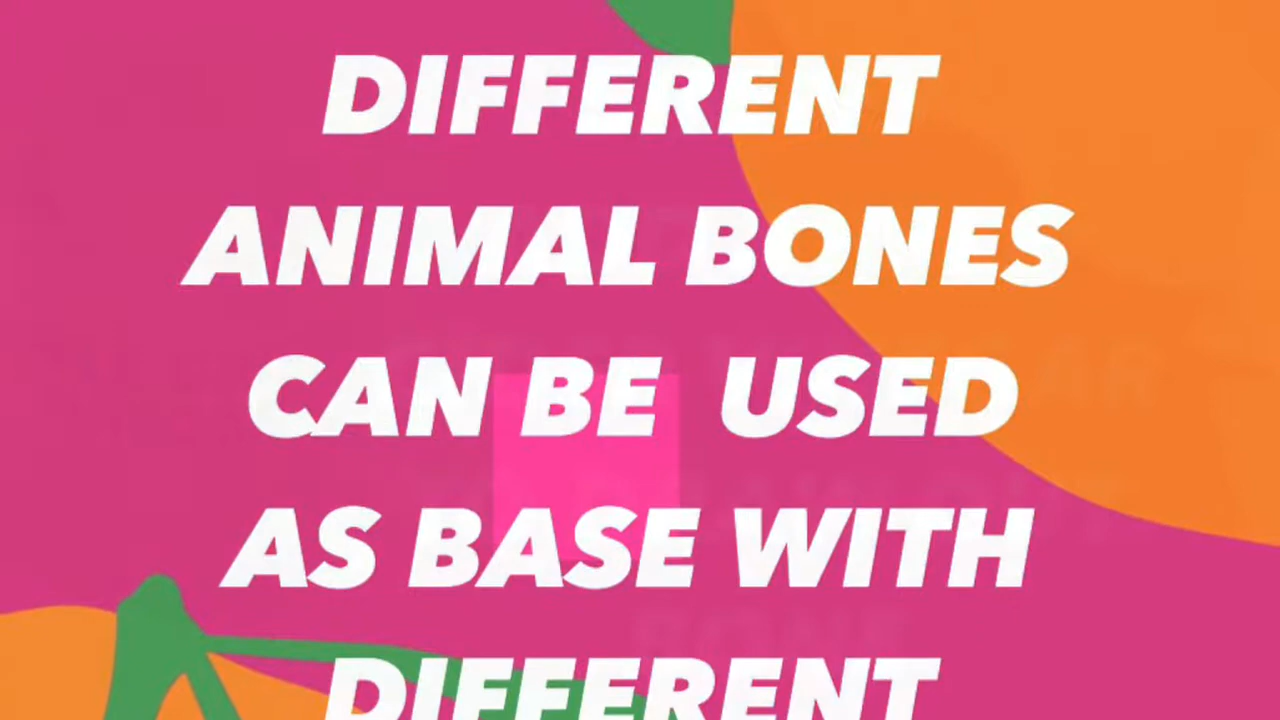 DIFFERENT
ANIMAL BONES
CAN BE  USED
AS BASE WITH
DIFFERENT